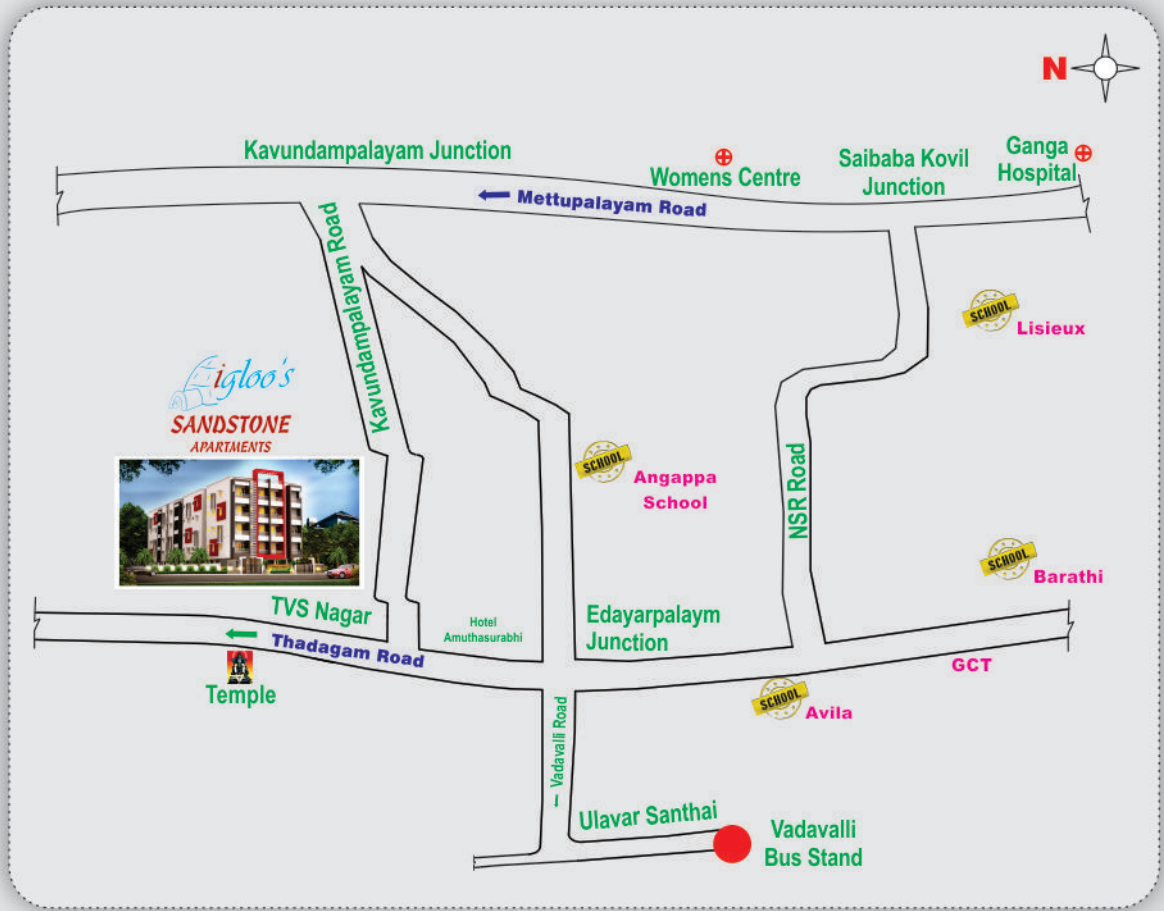 N
Kavundampalayam Junction
Womens Centre
Saibaba Kovil
Junction
Ganga
Hospital
Mettupalayam Road
Kavundampalayam Road
SCHOOL
Lisieux
igloo's
SANDSTONE
APARTMENTS
SCHOOL
Angappa
School
NSR Road
SCHOOL
Barathi
TVS Nagar
Hotel
Amuthasurabhi
Edayarpalaym
Junction
Thadagam Road
GCT
Temple
SCHOOL
Avila
Vadavalli Road
Ulavar Santhai
Vadavalli
Bus Stand